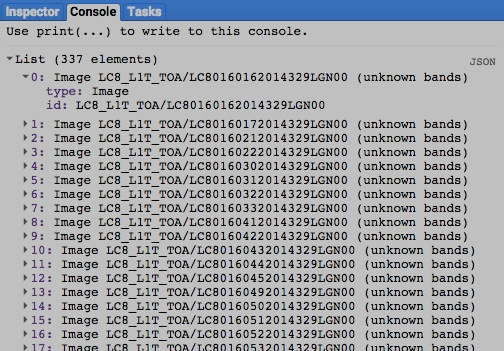 Inspector Console Tasks
Use print(...) to write to this console.
List (337 elements) JSON
0: Image LC8_L1T_TOA/LC80160162014329LGN00 (unknown bands)
type: Image
id: LC8_L1T_TOA/LC80160162014329LGN00
1: Image LC8_L1T_TOA/LC80160172014329LGN00 (unknown bands)
2: Image LC8_L1T_TOA/LC80160212014329LGN00 (unknown bands)
3: Image LC8_L1T_TOA/LC80160222014329LGN00 (unknown bands)
4: Image LC8_L1T_TOA/LC80160302014329LGN00 (unknown bands)
5: Image LC8_L1T_TOA/LC80160312014329LGN00 (unknown bands)
6: Image LC8_L1T_TOA/LC80160322014329LGN00 (unknown bands)
7: Image LC8_L1T_TOA/LC80160332014329LGN00 (unknown bands)
8: Image LC8_L1T_TOA/LC80160412014329LGN00 (unknown bands)
9: Image LC8_L1T_TOA/LC80160422014329LGN00 (unknown bands)
10: Image LC8_L1T_TOA/LC80160432014329LGN00 (unknown bands)
11: Image LC8_L1T_TOA/LC80160442014329LGN00 (unknown bands)
12: Image LC8_L1T_TOA/LC80160452014329LGN00 (unknown bands)
13: Image LC8_L1T_TOA/LC80160492014329LGN00 (unknown bands)
14: Image LC8_L1T_TOA/LC80160502014329LGN00 (unknown bands)
15: Image LC8_L1T_TOA/LC80160512014329LGN00 (unknown bands)
16: Image LC8_L1T_TOA/LC80160522014329LGN00 (unknown bands)
17: Image LC8_L1T_TOA/LC80160532014329LGN00 (unknown bands)